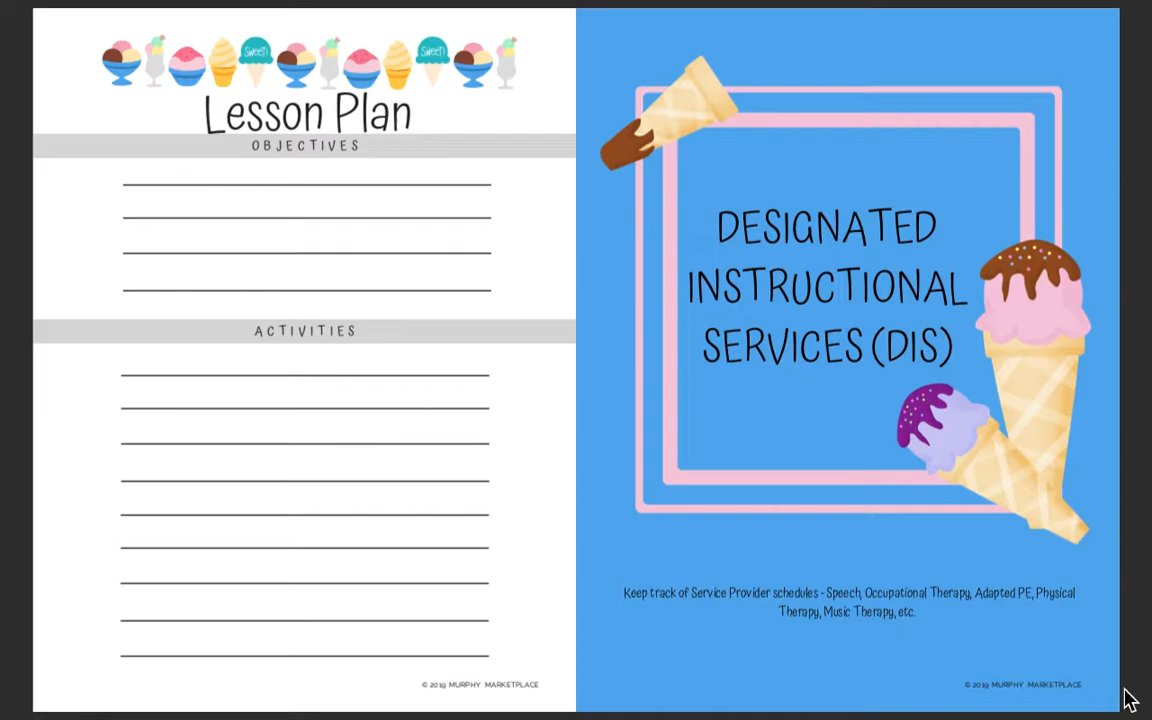 Sweet!
Sweet!
Lesson Plan
OBJECTIVES
ACTIVITIES
© 2019 MURPHY MARKETPLACE
DESIGNATED
INSTRUCTIONAL
SERVICES (DIS)
Keep track of Service Provider schedules - Speech, Occupational Therapy, Adapted PE, Physical
Therapy, Music Therapy, etc.
© 2019 MURPHY MARKETPLACE